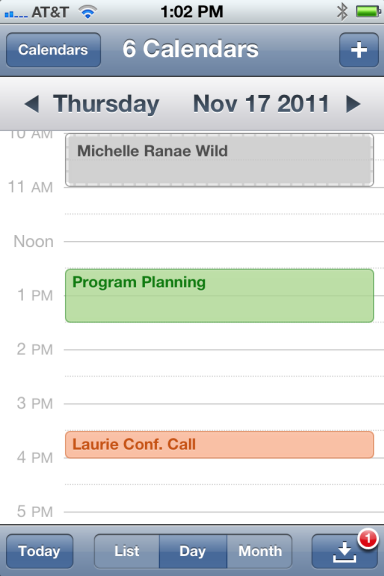 AT&T 1:02 PM
Calendars 6 Calendars +
Thursday Nov 17 2011
10 AM
Michelle Ranae Wild
11 AM
Noon
Program Planning
1 PM
2 PM
3 PM
Laurie Conf. Call
4 PM
5 PM
Today List Day Month 1